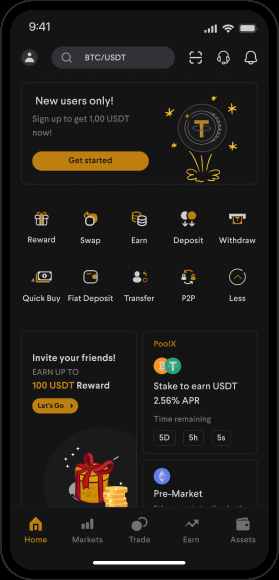 9:41
BTC/USDT
New users only!
Sign up to get 1,00 USDT
now!
Get started
Reward
Swap
Earn
Deposit
Withdraw
Quick Buy
Fiat Deposit
Transfer
P2P
Less
Invite your friends!
EARN UP TO
100 USDT Reward
Let's Go
PoolX
Stake to earn USDT
2.56% APR
Time remaining
5D
5h
5s
Pre-Market
Home
Markets
Trade
Earn
Assets